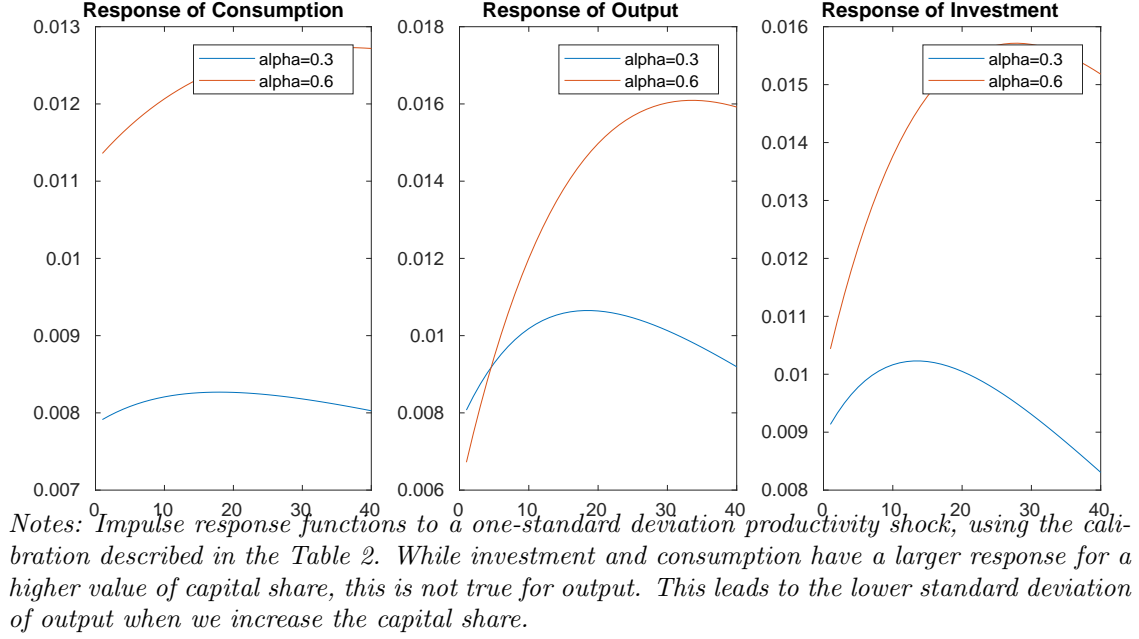 Response of Consumption
0.013
0.012
0.011
0.01
0.009
0.008
0.007
0
10
20
30
40
alpha=0.3
alpha=0.6
Response of Output
0.018
0.016
0.014
0.012
0.01
0.008
0.006
0
10
20
30
40
alpha=0.3
alpha=0.6
Response of Investment
0.016
0.015
0.014
0.013
0.012
0.011
0.01
0.009
0.008
0
10
20
30
40
alpha=0.3
alpha=0.6
Notes: Impulse response functions to a one-standard deviation productivity shock, using the cali-
bration described in the Table 2. While investment and consumption have a larger response for a
higher value of capital share, this is not true for output. This leads to the lower standard deviation
of output when we increase the capital share.